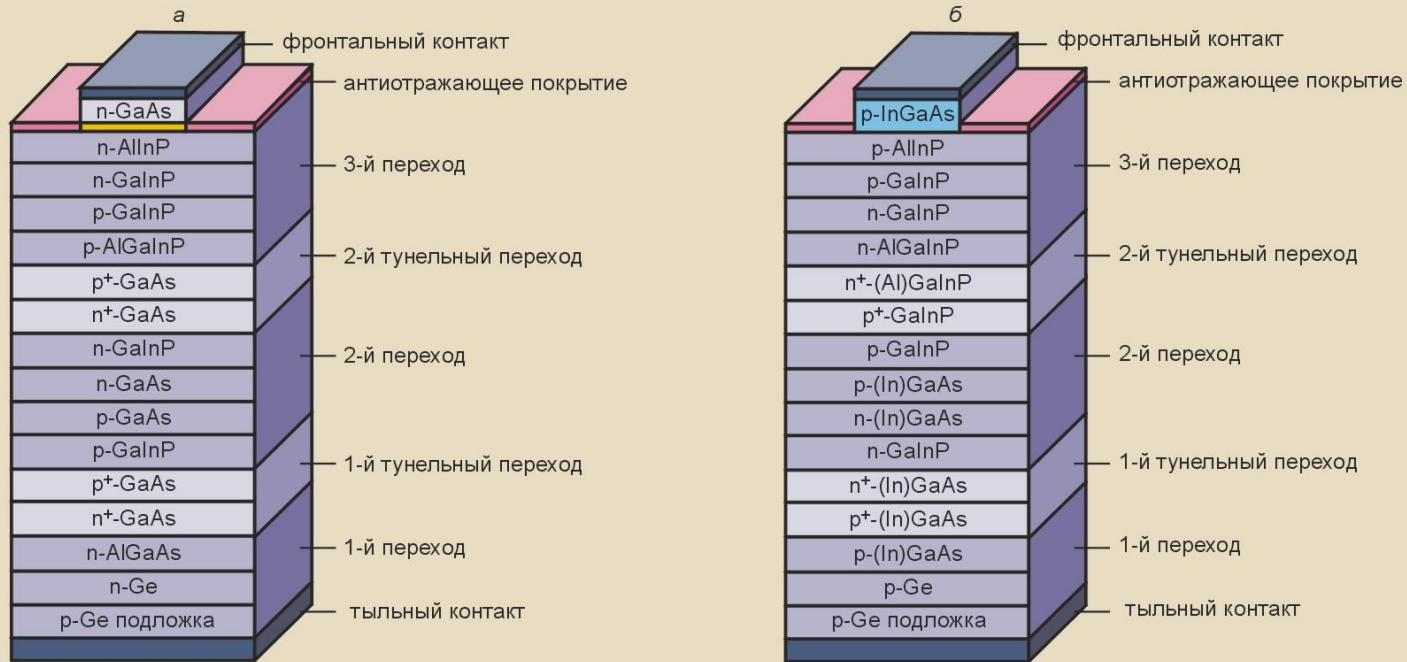 а
фронтальный контакт
антиотражающее покрытие
n-GaAs
n-AlInP
n-GaInP
3-й переход
p-GaInP
p-AlGaInP
2-й тунельный переход
p⁺-GaAs
n⁺-GaAs
n-GaInP
2-й переход
n-GaAs
p-GaAs
p-GaInP
1-й тунельный переход
p⁺-GaAs
n⁺-GaAs
n-AlGaAs
1-й переход
n-Ge
p-Ge подложка
тыльный контакт
б
фронтальный контакт
антиотражающее покрытие
p-InGaAs
p-AlInP
p-GaInP
3-й переход
n-GaInP
n-AlGaInP
2-й тунельный переход
n⁺-(Al)GaInP
p⁺-GaInP
p-GaInP
2-й переход
p-(In)GaAs
n-(In)GaAs
n-GaInP
1-й тунельный переход
n⁺-(In)GaAs
p⁺-(In)GaAs
p-(In)GaAs
1-й переход
p-Ge
p-Ge подложка
тыльный контакт